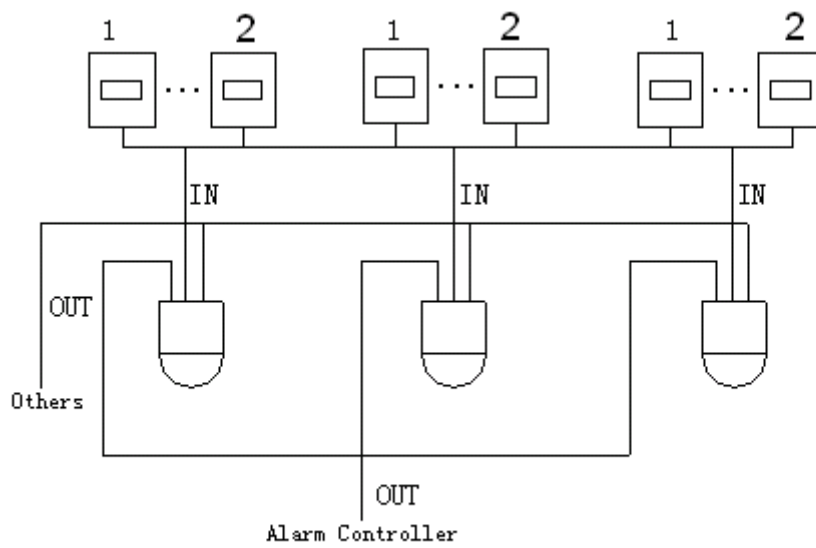 1 2 1 2 1 2
IN IN IN
OUT
Others
OUT
Alarm Controller